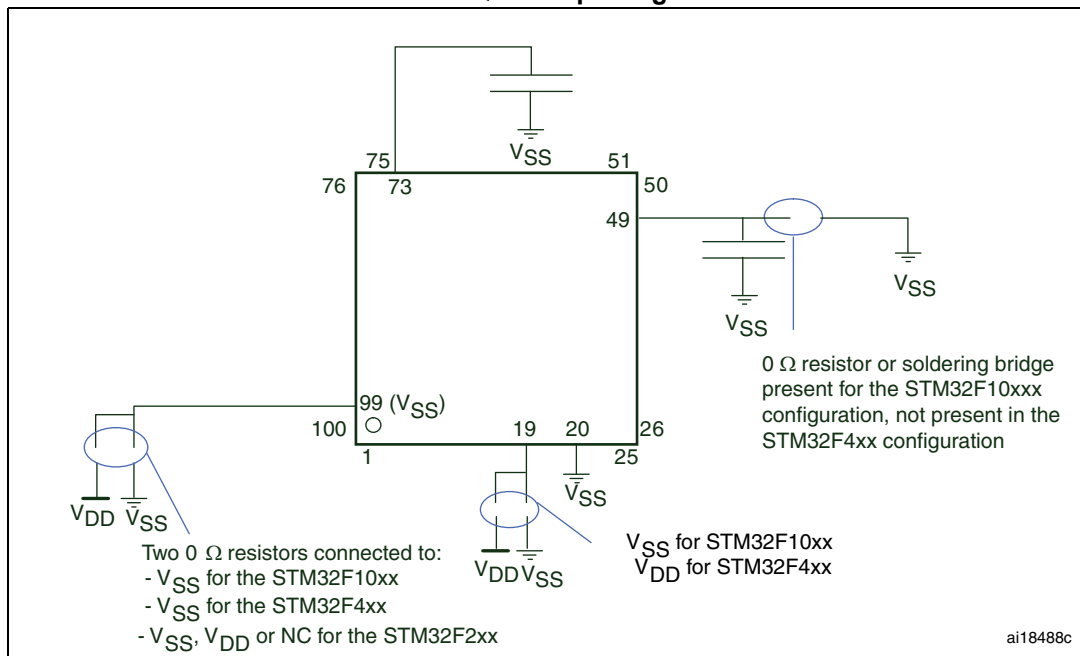 VSS
75
51
76
73
50
49
VSS
VSS
0 Ω resistor or soldering bridge
present for the STM32F10xxx
configuration, not present in the
STM32F4xx configuration
99 (VSS)
100
19
20
26
1
25
VSS
VDD
VSS
VSS for STM32F10xx
VDD for STM32F4xx
VDD
VSS
Two 0 Ω resistors connected to:
- VSS for the STM32F10xx
- VSS for the STM32F4xx
- VSS, VDD or NC for the STM32F2xx
ai18488c